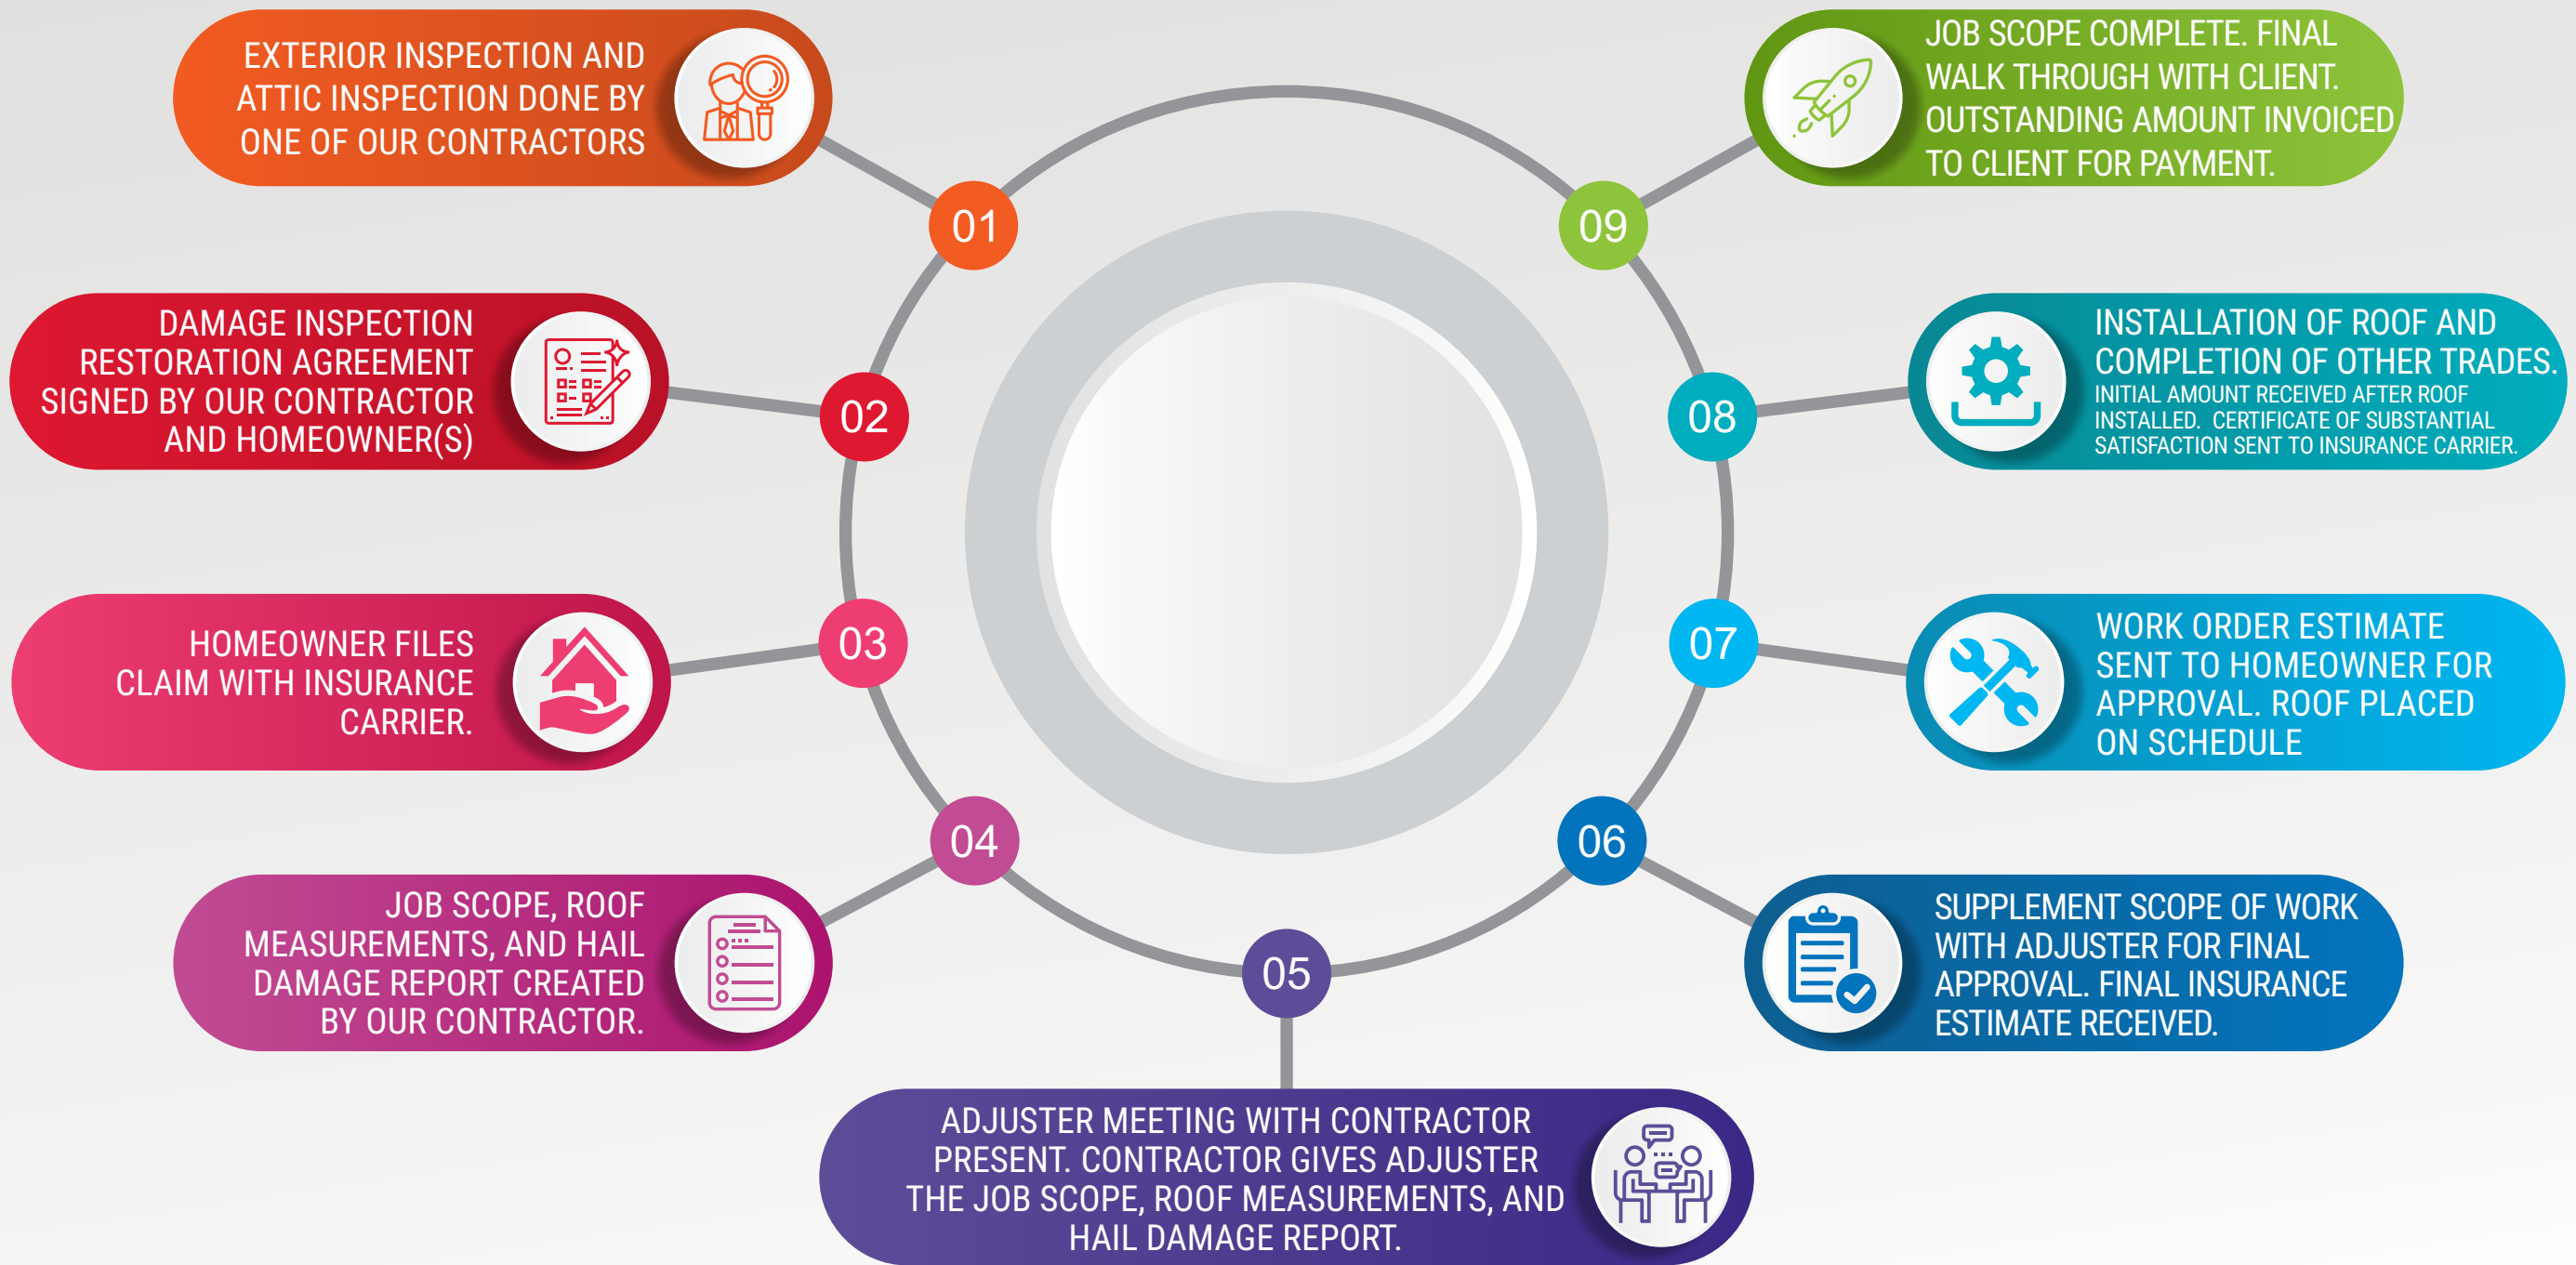 EXTERIOR INSPECTION AND
ATTIC INSPECTION DONE BY
ONE OF OUR CONTRACTORS
01
DAMAGE INSPECTION
RESTORATION AGREEMENT
SIGNED BY OUR CONTRACTOR
AND HOMEOWNER(S)
02
HOMEOWNER FILES
CLAIM WITH INSURANCE
CARRIER.
03
JOB SCOPE, ROOF
MEASUREMENTS, AND HAIL
DAMAGE REPORT CREATED
BY OUR CONTRACTOR.
04
05
ADJUSTER MEETING WITH CONTRACTOR
PRESENT. CONTRACTOR GIVES ADJUSTER
THE JOB SCOPE, ROOF MEASUREMENTS, AND
HAIL DAMAGE REPORT.
06
SUPPLEMENT SCOPE OF WORK
WITH ADJUSTER FOR FINAL
APPROVAL. FINAL INSURANCE
ESTIMATE RECEIVED.
07
WORK ORDER ESTIMATE
SENT TO HOMEOWNER FOR
APPROVAL. ROOF PLACED
ON SCHEDULE
08
INSTALLATION OF ROOF AND
COMPLETION OF OTHER TRADES.
INITIAL AMOUNT RECEIVED AFTER ROOF
INSTALLED. CERTIFICATE OF SUBSTANTIAL
SATISFACTION SENT TO INSURANCE CARRIER.
09
JOB SCOPE COMPLETE. FINAL
WALK THROUGH WITH CLIENT.
OUTSTANDING AMOUNT INVOICED
TO CLIENT FOR PAYMENT.